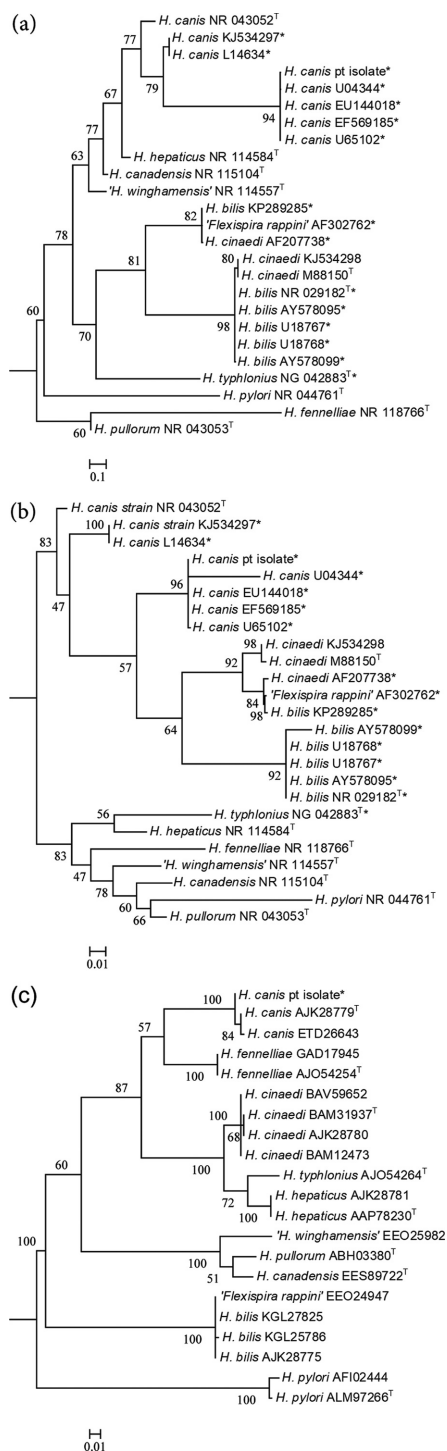 (a)
H. canis NR 043052T
77
H. canis KJ534297*
H. canis L14634*
79
H. canis pt isolate*
H. canis U04344*
67
H. canis EU144018*
94
H. canis EF569185*
H. canis U65102*
77
H. hepaticus NR 114584T
63
H. canadensis NR 115104T
'H. winghamensis' NR 114557T
H. bilis KP289285*
82
'Flexispira rappini' AF302762*
78
H. cinaedi AF207738*
81
80
H. cinaedi KJ534298
H. cinaedi M88150T
H. bilis NR 029182T*
60
H. bilis AY578095*
98
H. bilis U18767*
70
H. bilis U18768*
H. bilis AY578099*
H. typhlonius NG 042883T*
H. pylori NR 044761T
H. fennelliae NR 118766T
60
H. pullorum NR 043053T
0.1
(b)
H. canis strain NR 043052T
83
100
H. canis strain KJ534297*
H. canis L14634*
47
H. canis pt isolate*
96
H. canis U04344*
H. canis EU144018*
H. canis EF569185*
H. canis U65102*
57
98
H. cinaedi KJ534298
92
H. cinaedi M88150T
H. cinaedi AF207738*
84
'Flexispira rappini' AF302762*
98
H. bilis KP289285*
64
H. bilis AY578099*
H. bilis U18768*
H. bilis U18767*
92
H. bilis AY578095*
H. bilis NR 029182T*
56
H. typhlonius NG 042883T*
H. hepaticus NR 114584T
83
H. fennelliae NR 118766T
47
'H. winghamensis' NR 114557T
78
H. canadensis NR 115104T
60
H. pylori NR 044761T
66
H. pullorum NR 043053T
0.01
(c)
100
H. canis pt isolate*
H. canis AJK28779T
57
84
H. canis ETD26643
H. fennelliae GAD17945
100
H. fennelliae AJO54254T
87
H. cinaedi BAV59652
100
H. cinaedi BAM31937T
68
H. cinaedi AJK28780
100
H. cinaedi BAM12473
60
H. typhlonius AJO54264T
72
H. hepaticus AJK28781
100
H. hepaticus AAP78230T
'H. winghamensis' EEO25982
100
H. pullorum ABH03380T
100
51
H. canadensis EES89722T
'Flexispira rappini' EEO24947
H. bilis KGL27825
100
H. bilis KGL25786
H. bilis AJK28775
H. pylori AFI02444
100
H. pylori ALM97266T
0.01